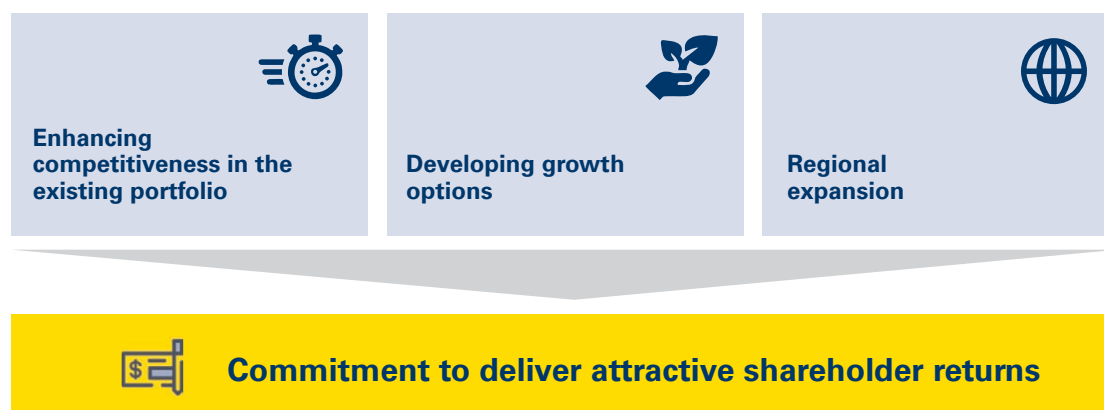 Enhancing
competitiveness in the
existing portfolio
Developing growth
options
Regional
expansion
$
Commitment to deliver attractive shareholder returns